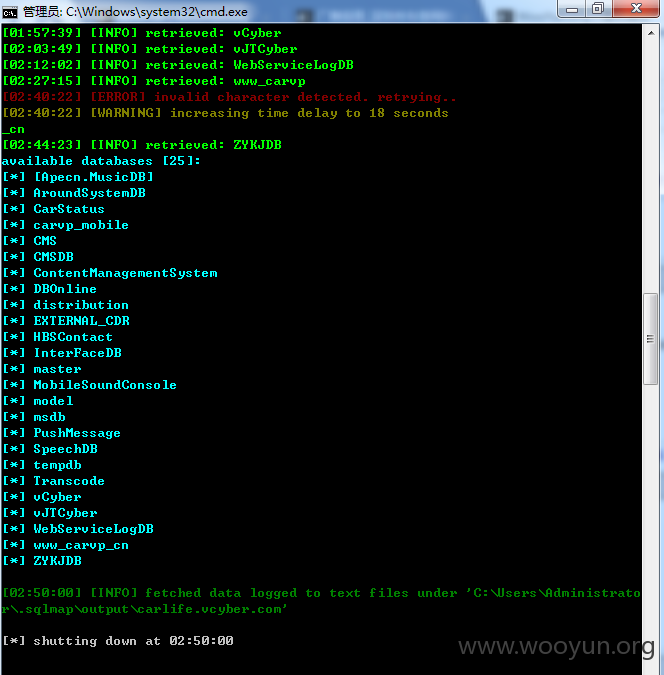 管理员: C:\Windows\system32\cmd.exe
[01:57:39] [INFO] retrieved: vCyber
[02:03:49] [INFO] retrieved: vJTCyber
[02:12:02] [INFO] retrieved: WebServiceLogDB
[02:27:15] [INFO] retrieved: www_carvp
[02:40:22] [ERROR] invalid character detected. retrying..
[02:40:22] [WARNING] increasing time delay to 18 seconds
_cn
[02:44:23] [INFO] retrieved: ZYKJDB
available databases [25]:
[*] [Apecn.MusicDB]
[*] AroundSystemDB
[*] CarStatus
[*] carvp_mobile
[*] CMS
[*] CMSDB
[*] ContentManagementSystem
[*] DBOnline
[*] distribution
[*] EXTERNAL_CDR
[*] HBSContact
[*] InterFaceDB
[*] master
[*] MobileSoundConsole
[*] model
[*] msdb
[*] PushMessage
[*] SpeechDB
[*] tempdb
[*] Transcode
[*] vCyber
[*] vJTCyber
[*] WebServiceLogDB
[*] www_carvp_cn
[*] ZYKJDB
[02:50:00] [INFO] fetched data logged to text files under 'C:\Users\Administrato
r\.sqlmap\output\carlife.vcyber.com'
[*] shutting down at 02:50:00
www.wooyun.org